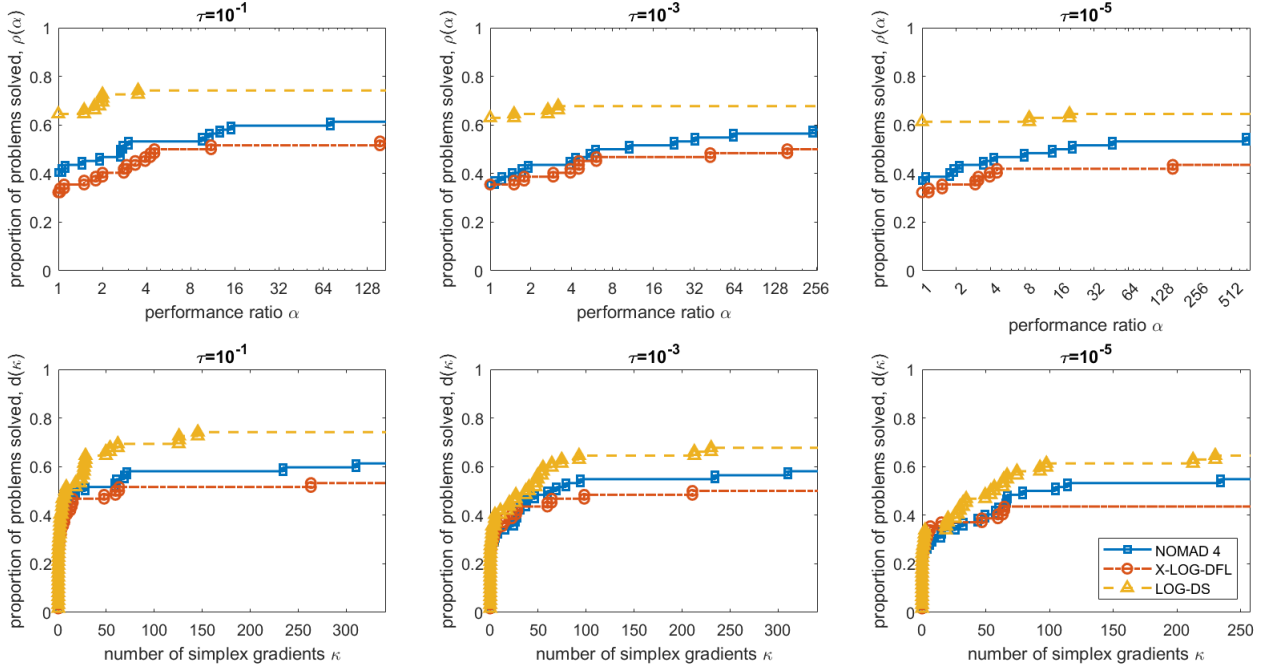 τ=10⁻¹
proportion of problems solved, ρ(α)
1
0.8
0.6
0.4
0.2
0
1 2 4 8 16 32 64 128
performance ratio α
τ=10⁻³
proportion of problems solved, ρ(α)
1
0.8
0.6
0.4
0.2
0
1 2 4 8 16 32 64 128 256
performance ratio α
τ=10⁻⁵
proportion of problems solved, ρ(α)
1
0.8
0.6
0.4
0.2
0
1 2 4 8 16 32 64 128 256 512
performance ratio α
τ=10⁻¹
proportion of problems solved, d(κ)
1
0.8
0.6
0.4
0.2
0
0 50 100 150 200 250 300
number of simplex gradients κ
τ=10⁻³
proportion of problems solved, d(κ)
1
0.8
0.6
0.4
0.2
0
0 50 100 150 200 250 300
number of simplex gradients κ
τ=10⁻⁵
proportion of problems solved, d(κ)
1
0.8
0.6
0.4
0.2
0
0 50 100 150 200 250
number of simplex gradients κ
NOMAD 4
X-LOG-DFL
LOG-DS